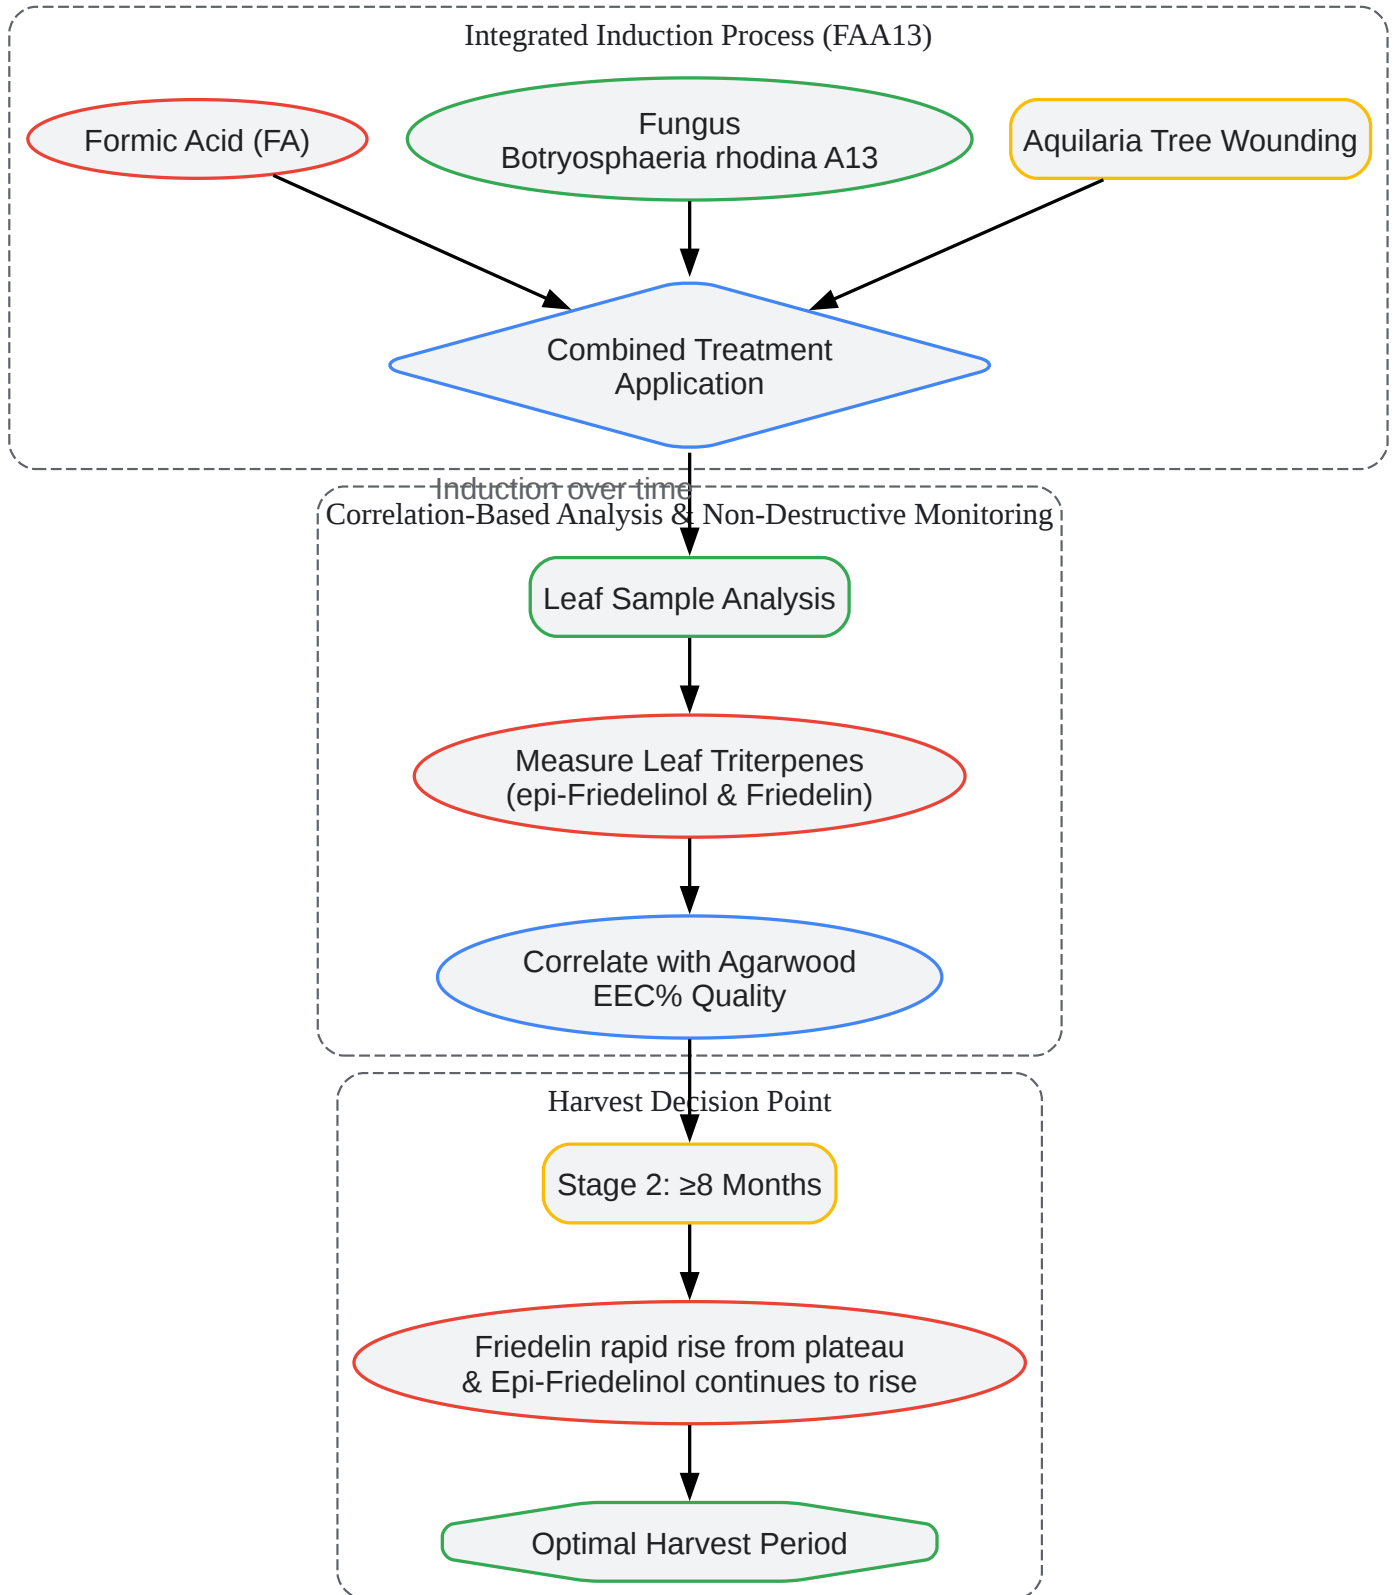 Integrated Induction Process (FAA13)
Formic Acid (FA)
Fungus
Botryosphaeria rhodina A13
Aquilaria Tree Wounding
Combined Treatment
Application
Induction over time
Correlation-Based Analysis & Non-Destructive Monitoring
Leaf Sample Analysis
Measure Leaf Triterpenes
(epi-Friedelinol & Friedelin)
Correlate with Agarwood
EEC% Quality
Harvest Decision Point
Stage 2: ≥8 Months
Friedelin rapid rise from plateau
& Epi-Friedelinol continues to rise
Optimal Harvest Period